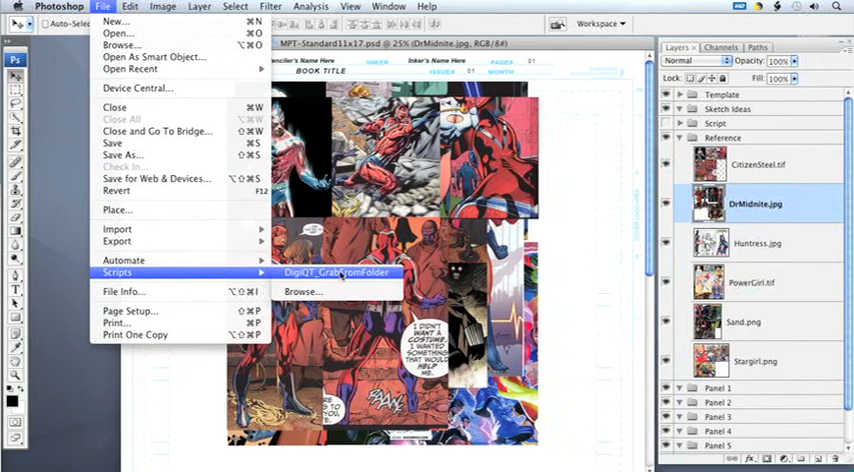 Photoshop File Edit Image Layer Select Filter Analysis View Window Help
Auto-Selec
Workspace
New... ⌘N
Open... ⌘O
Browse... ⌥⌘O
Open As Smart Object...
Open Recent
Device Central...
Close ⌘W
Close All ⌥⌘W
Close and Go To Bridge... ⇧⌘W
Save ⌘S
Save As... ⇧⌘S
Check In...
Save for Web & Devices... ⌥⇧⌘S
Revert F12
Place...
Import
Export
Automate
Scripts
File Info... ⌥⇧⌘I
Page Setup... ⇧⌘P
Print... ⌘P
Print One Copy ⌥⇧⌘P
DigiQT_GrabFromFolder
Browse...
MPT-Standard11x17.psd @ 25% (DrMidnite.jpg, RGB/8#)
enciler's Name Here INKER Inker's Name Here PAGE# 01
BOOK TITLE ISSUE# 01 MONTH
I DIDN'T
WANT A
COSTUME,
I WANTED
SOMETHING
THAT WOULD
HELP
ME.
Ps
Layers Channels Paths
Normal Opacity: 100%
Lock: Fill: 100%
Template
Sketch Ideas
Script
Reference
CitizenSteel.tif
DrMidnite.jpg
Huntress.jpg
PowerGirl.tif
Sand.png
Stargirl.png
Panel 1
Panel 2
Panel 3
Panel 4
Panel 5